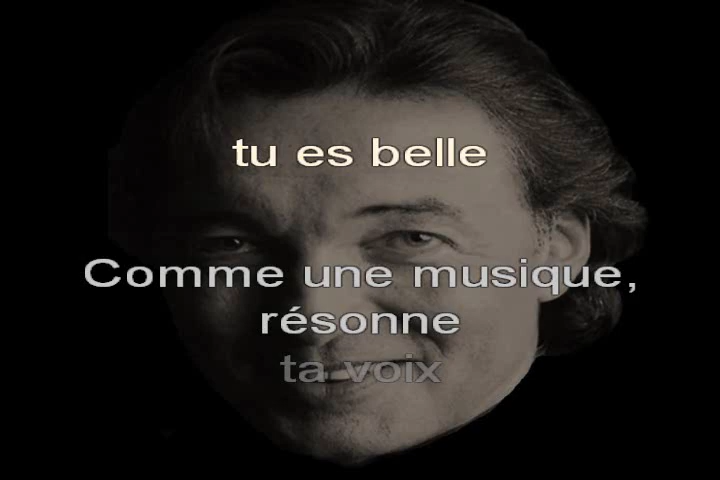 tu es belle
Comme une musique,
résonne
ta voix